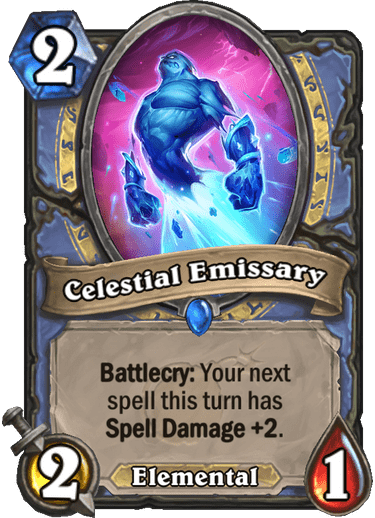 2
Celestial Emissary
Battlecry: Your next
spell this turn has
Spell Damage +2.
2
Elemental
1